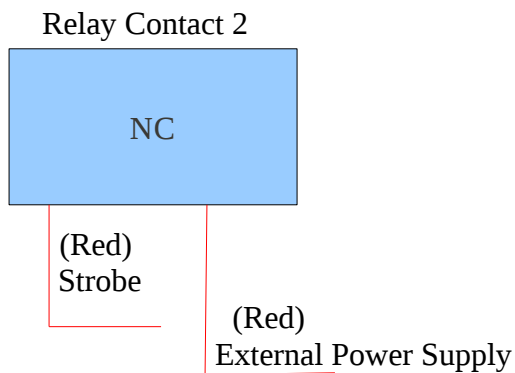 Relay Contact 2
NC
(Red)
Strobe
(Red)
External Power Supply